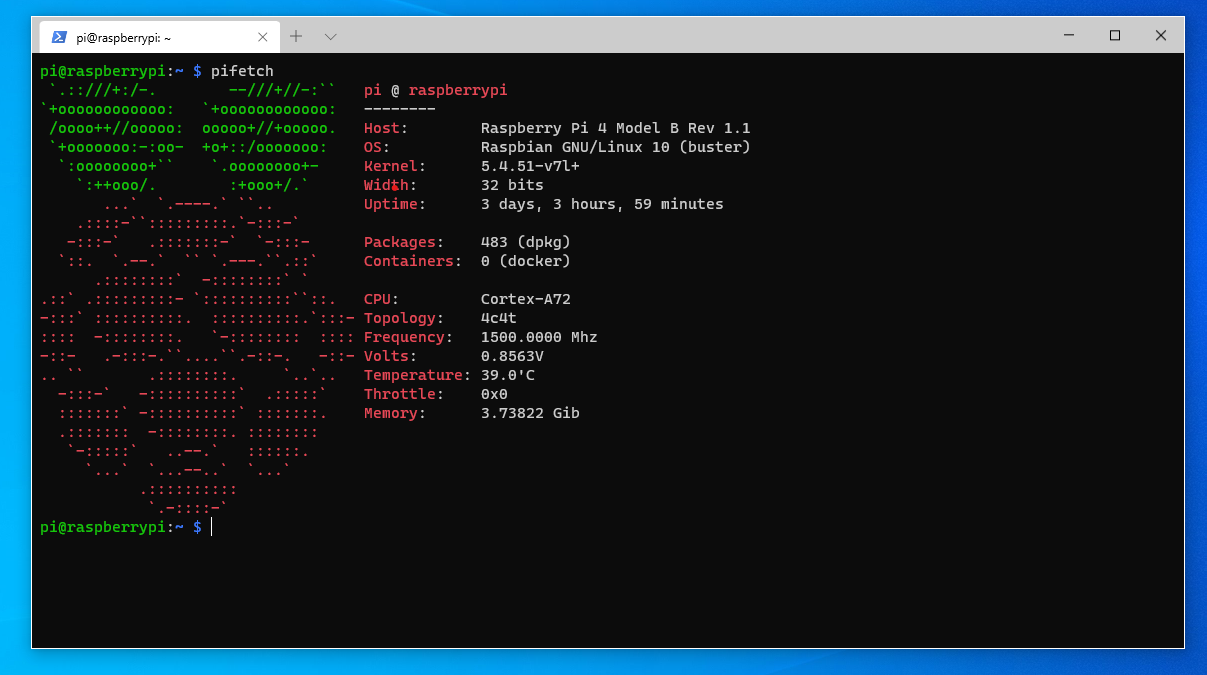 pi@raspberrypi: ~
pi@raspberrypi:~ $ pifetch
pi @ raspberrypi
--------
Host: Raspberry Pi 4 Model B Rev 1.1
OS: Raspbian GNU/Linux 10 (buster)
Kernel: 5.4.51-v7l+
Width: 32 bits
Uptime: 3 days, 3 hours, 59 minutes
Packages: 483 (dpkg)
Containers: 0 (docker)
CPU: Cortex-A72
Topology: 4c4t
Frequency: 1500.0000 Mhz
Volts: 0.8563V
Temperature: 39.0'C
Throttle: 0x0
Memory: 3.73822 Gib
pi@raspberrypi:~ $